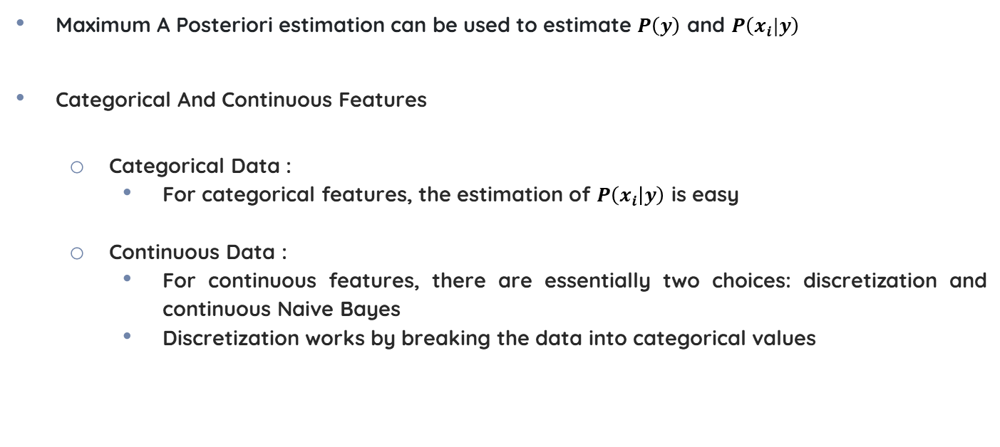 • Maximum A Posteriori estimation can be used to estimate P(y) and P(xᵢ|y)
• Categorical And Continuous Features
○ Categorical Data :
• For categorical features, the estimation of P(xᵢ|y) is easy
○ Continuous Data :
• For continuous features, there are essentially two choices: discretization and
continuous Naive Bayes
• Discretization works by breaking the data into categorical values